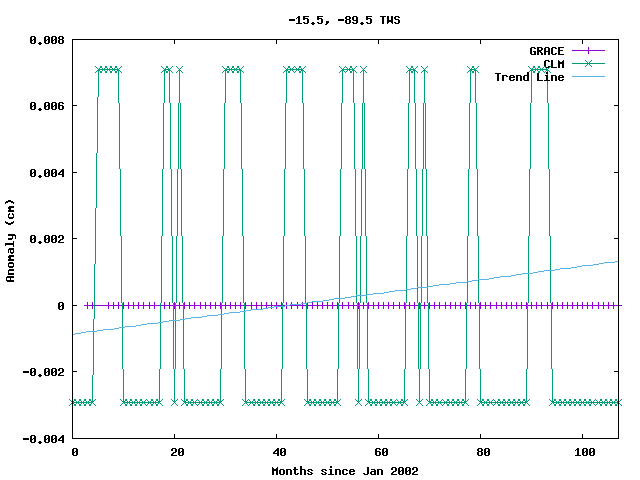 -15.5, -89.5 TWS
GRACE
CLM
Trend Line
0.008
0.006
0.004
0.002
0
-0.002
-0.004
Anomaly (cm)
0 20 40 60 80 100
Months since Jan 2002